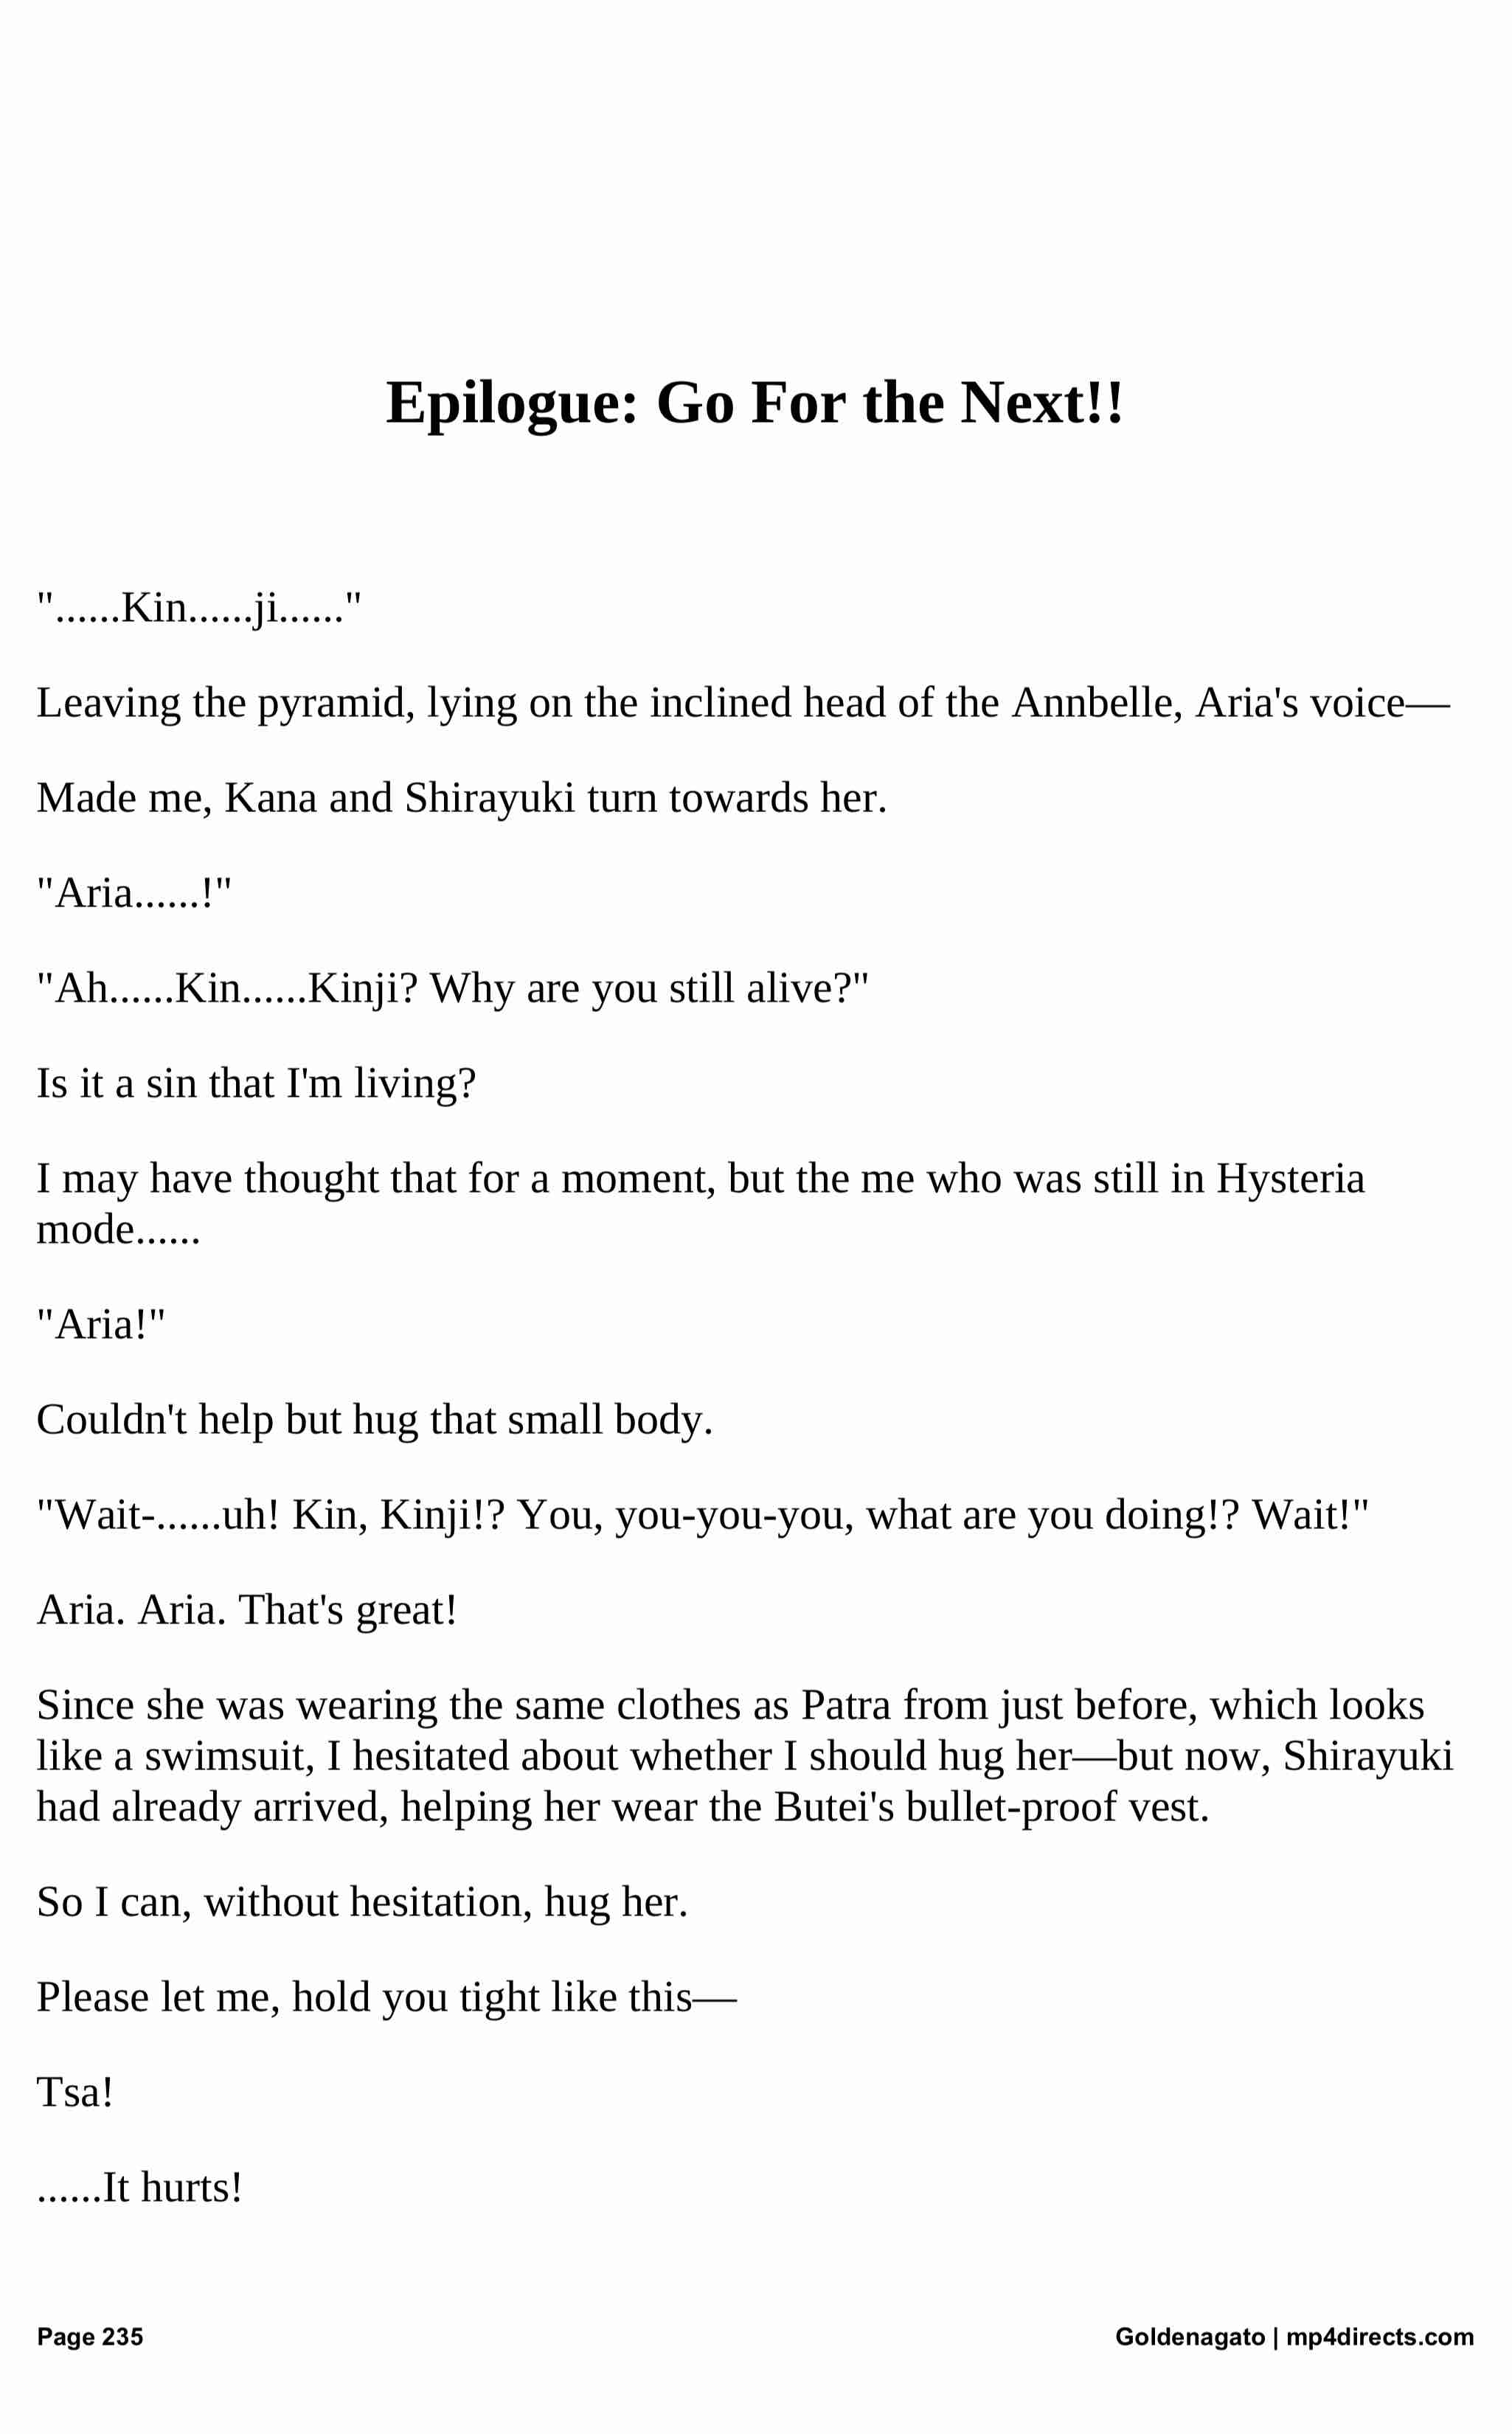 Epilogue: Go For the Next!!
"......Kin......ji......"
Leaving the pyramid, lying on the inclined head of the Annbelle, Aria's voice—
Made me, Kana and Shirayuki turn towards her.
"Aria......!"
"Ah......Kin......Kinji? Why are you still alive?"
Is it a sin that I'm living?
I may have thought that for a moment, but the me who was still in Hysteria
mode......
"Aria!"
Couldn't help but hug that small body.
"Wait-......uh! Kin, Kinji!? You, you-you-you, what are you doing!? Wait!"
Aria. Aria. That's great!
Since she was wearing the same clothes as Patra from just before, which looks
like a swimsuit, I hesitated about whether I should hug her—but now, Shirayuki
had already arrived, helping her wear the Butei's bullet-proof vest.
So I can, without hesitation, hug her.
Please let me, hold you tight like this—
Tsa!
......It hurts!
Page 235
Goldenagato | mp4directs.com